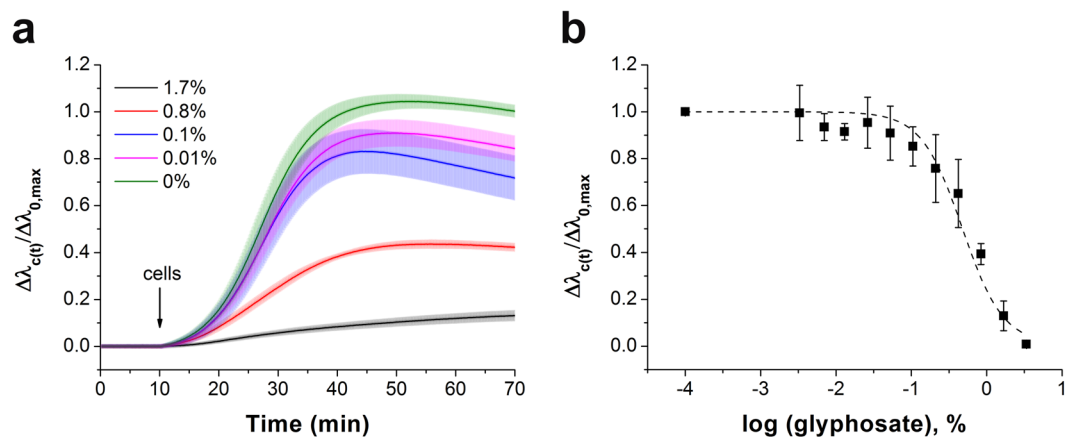 a
1.2
1.0
0.8
0.6
0.4
0.2
0.0
Δλc(t)/Δλ0,max
1.7%
0.8%
0.1%
0.01%
0%
cells
0 10 20 30 40 50 60 70
Time (min)
b
1.2
1.0
0.8
0.6
0.4
0.2
0.0
Δλc(t)/Δλ0,max
-4 -3 -2 -1 0 1
log (glyphosate), %